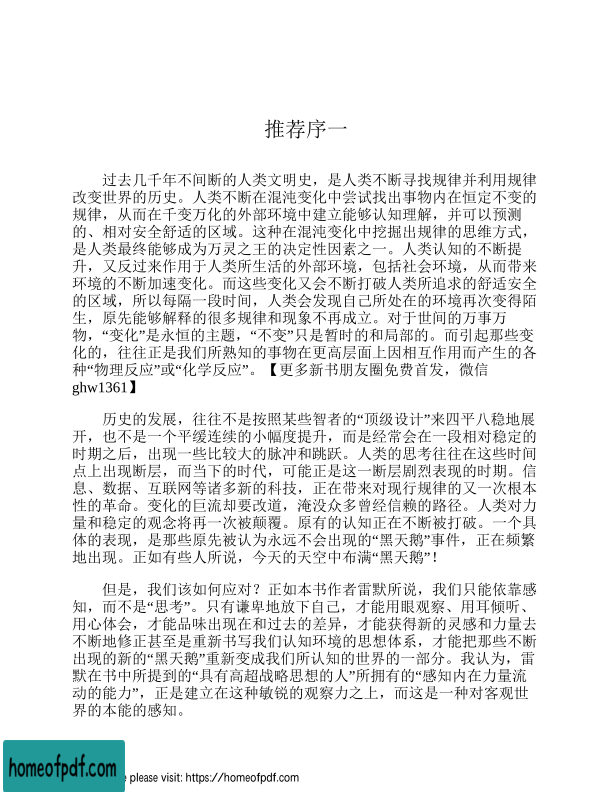 推荐序一
过去几千年不间断的人类文明史，是人类不断寻找规律并利用规律
改变世界的历史。人类不断在混沌变化中尝试找出事物内在恒定不变的
规律，从而在千变万化的外部环境中建立能够认知理解，并可以预测
的、相对安全舒适的区域。这种在混沌变化中挖掘出规律的思维方式，
是人类最终能够成为万灵之王的决定性因素之一。人类认知的不断提
升，又反过来作用于人类所生活的外部环境，包括社会环境，从而带来
环境的不断加速变化。而这些变化又会不断打破人类所追求的舒适安全
的区域，所以每隔一段时间，人类会发现自己所处在的环境再次变得陌
生，原先能够解释的很多规律和现象不再成立。对于世间的万事万
物，“变化”是永恒的主题，“不变”只是暂时的和局部的。而引起那些变
化的，往往正是我们所熟知的事物在更高层面上因相互作用而产生的各
种“物理反应”或“化学反应”。【更多新书朋友圈免费首发，微信
ghw1361】
历史的发展，往往不是按照某些智者的“顶级设计”来四平八稳地展
开，也不是一个平缓连续的小幅度提升，而是经常会在一段相对稳定的
时期之后，出现一些比较大的脉冲和跳跃。人类的思考往往在这些时间
点上出现断层，而当下的时代，可能正是这一断层剧烈表现的时期。信
息、数据、互联网等诸多新的科技，正在带来对现行规律的又一次根本
性的革命。变化的巨流却要改道，淹没众多曾经信赖的路径。人类对力
量和稳定的观念将再一次被颠覆。原有的认知正在不断被打破。一个具
体的表现，是那些原先被认为永远不会出现的“黑天鹅”事件，正在频繁
地出现。正如有些人所说，今天的天空中布满“黑天鹅”！
但是，我们该如何应对？正如本书作者雷默所说，我们只能依靠感
知，而不是“思考”。只有谦卑地放下自己，才能用眼观察、用耳倾听、
用心体会，才能品味出现在和过去的差异，才能获得新的灵感和力量去
不断地修正甚至是重新书写我们认知环境的思想体系，才能把那些不断
出现的新的“黑天鹅”重新变成我们所认知的世界的一部分。我认为，雷
默在书中所提到的“具有高超战略思想的人”所拥有的“感知内在力量流
动的能力”，正是建立在这种敏锐的观察力之上，而这是一种对客观世
界的本能的感知。
homeofpdf.com
please visit: https://homeofpdf.com